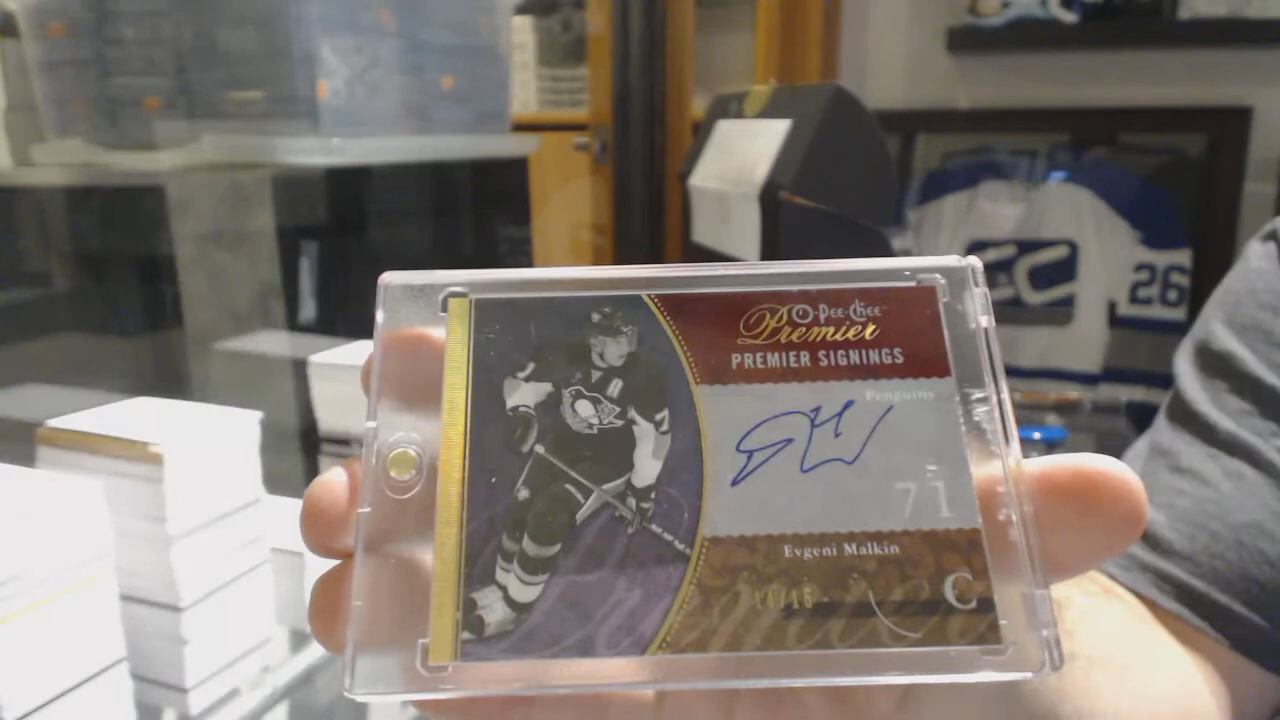 O-Pee-Chee
Premier
PREMIER SIGNINGS
Penguins
71
Evgeni Malkin
C
26